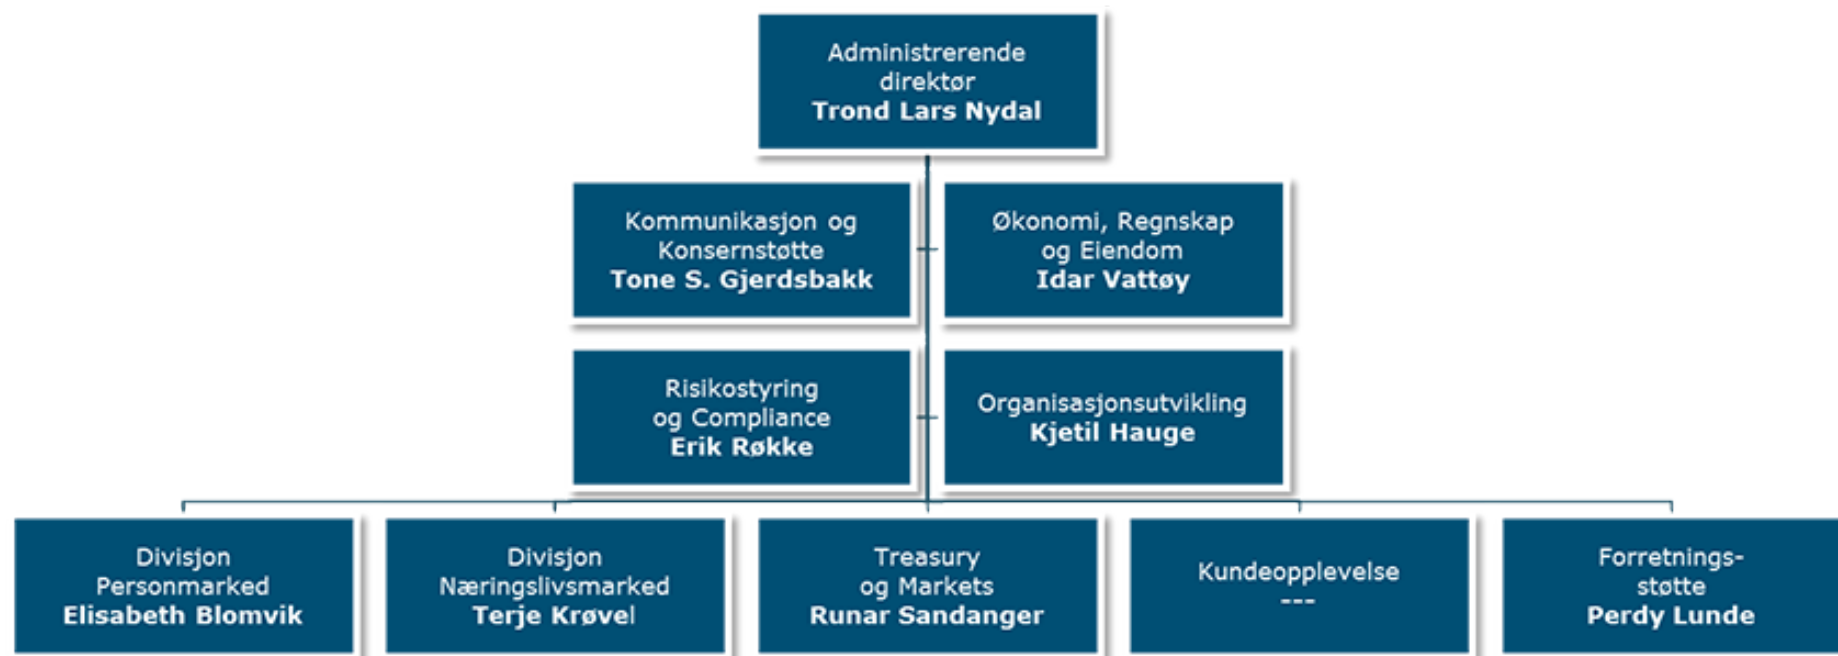 Administrerende
direktør
Trond Lars Nydal
Kommunikasjon og
Konsernstøtte
Tone S. Gjerdsbakk
Økonomi, Regnskap
og Eiendom
Idar Vattøy
Risikostyring
og Compliance
Erik Røkke
Organisasjonsutvikling
Kjetil Hauge
Divisjon
Personmarked
Elisabeth Blomvik
Divisjon
Næringslivsmarked
Terje Krøvel
Treasury
og Markets
Runar Sandanger
Kundeopplevelse
---
Forretnings-
støtte
Perdy Lunde